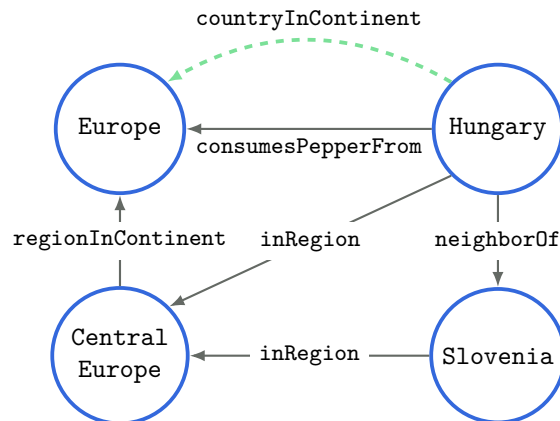 countryInContinent
Europe
Hungary
consumesPepperFrom
regionInContinent
inRegion
neighborOf
Central
Europe
inRegion
Slovenia